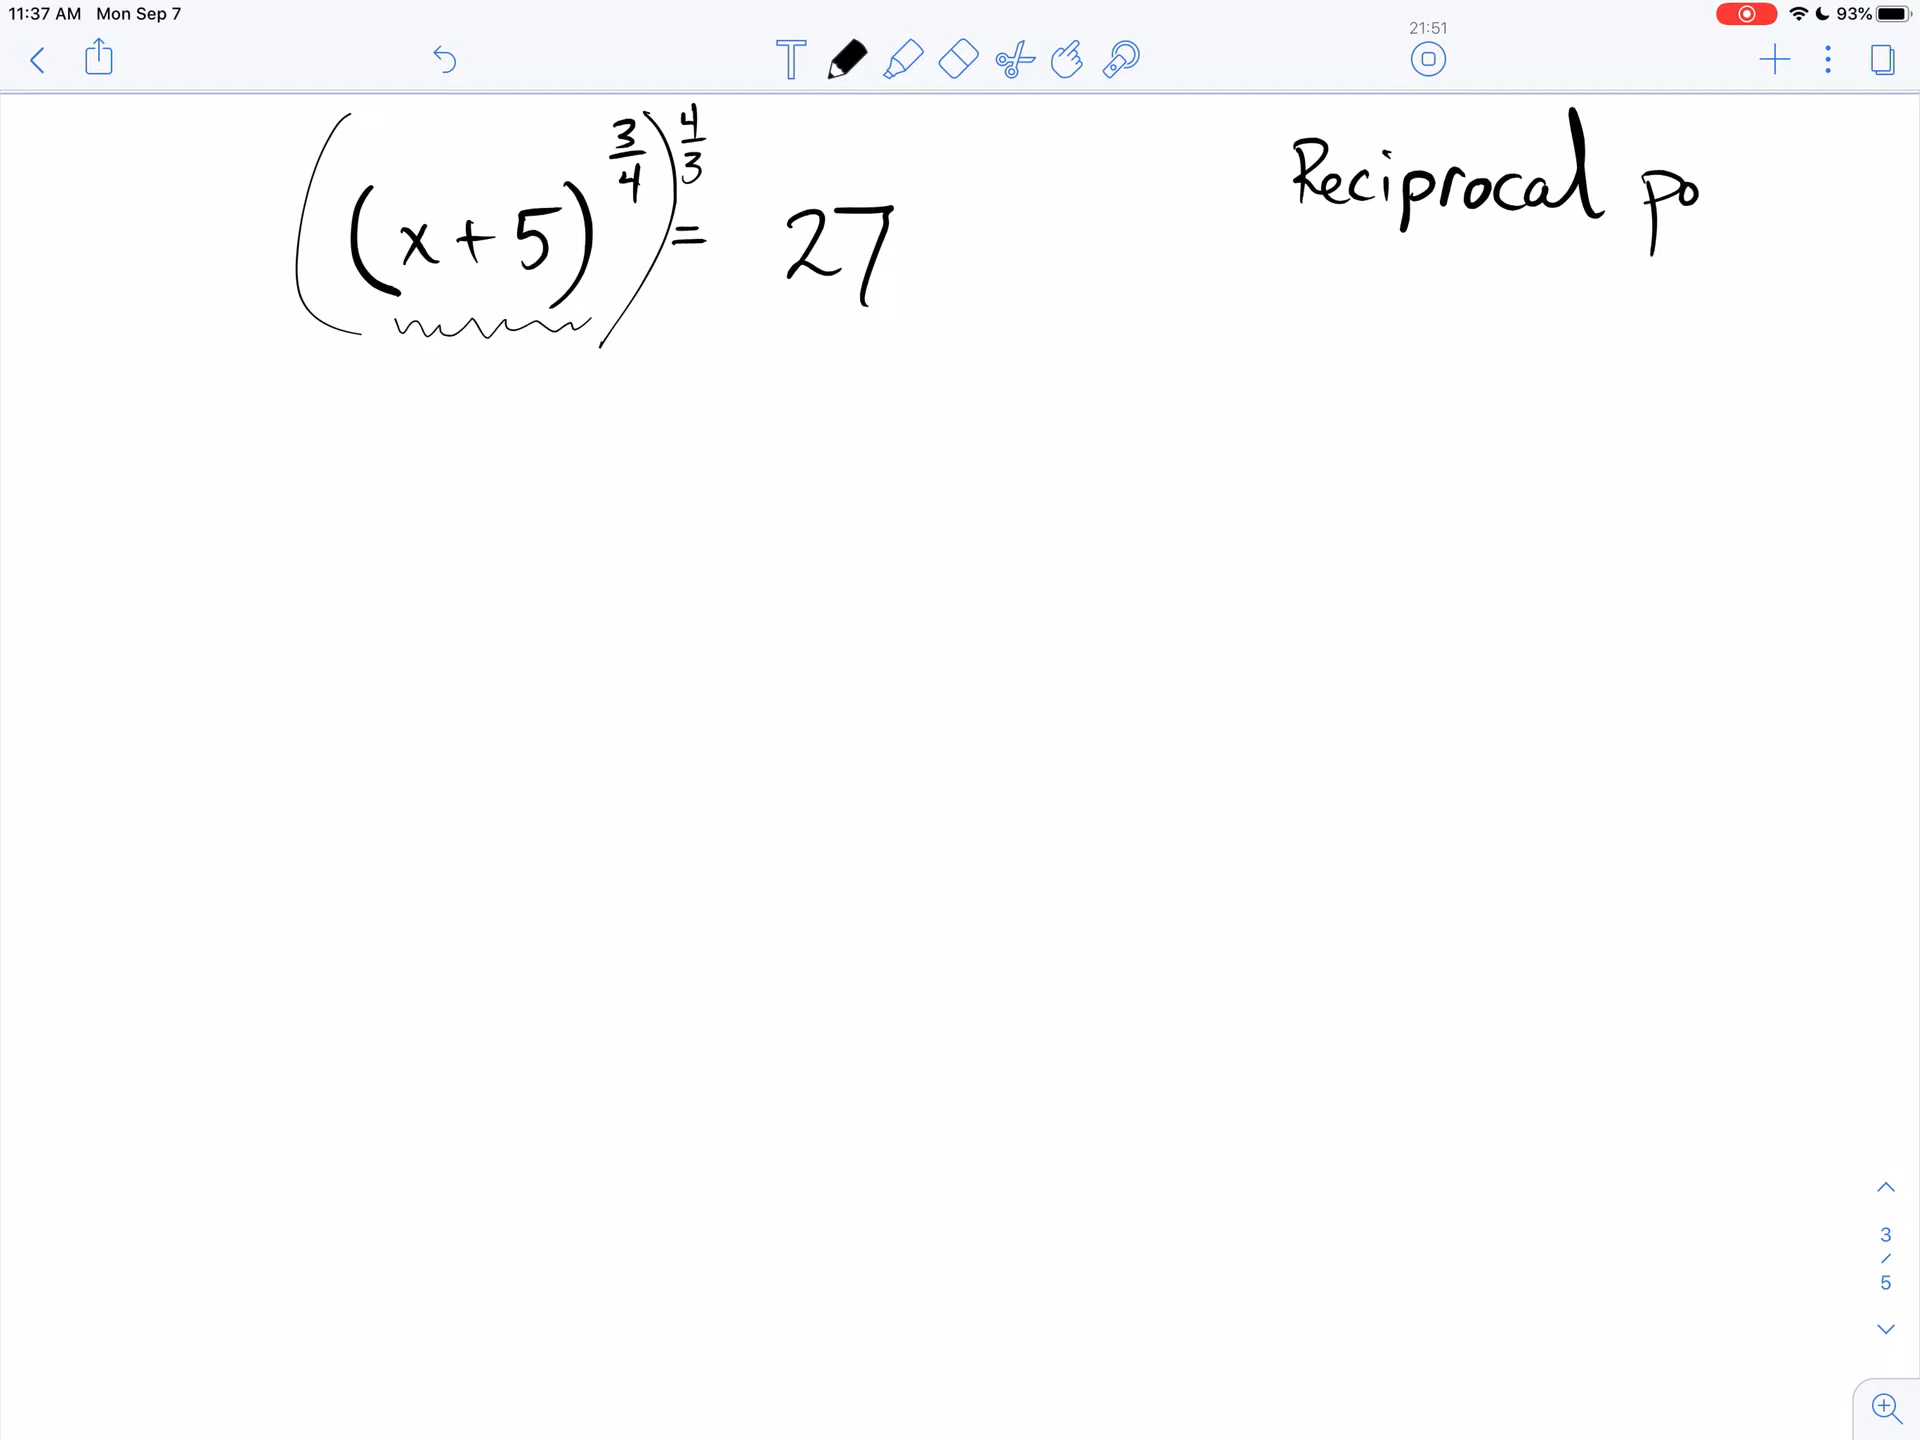 11:37 AM Mon Sep 7 93%
21:51
T
((x+5)^{3/4})^{4/3} = 27
Reciprocal po
3
/
5